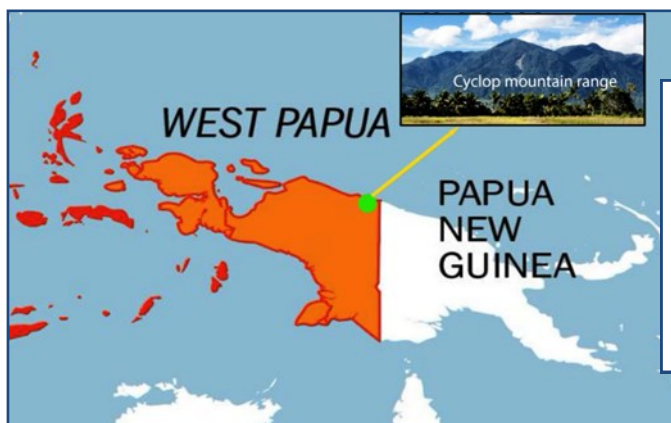 Cyclop mountain range
WEST PAPUA
PAPUA
NEW
GUINEA